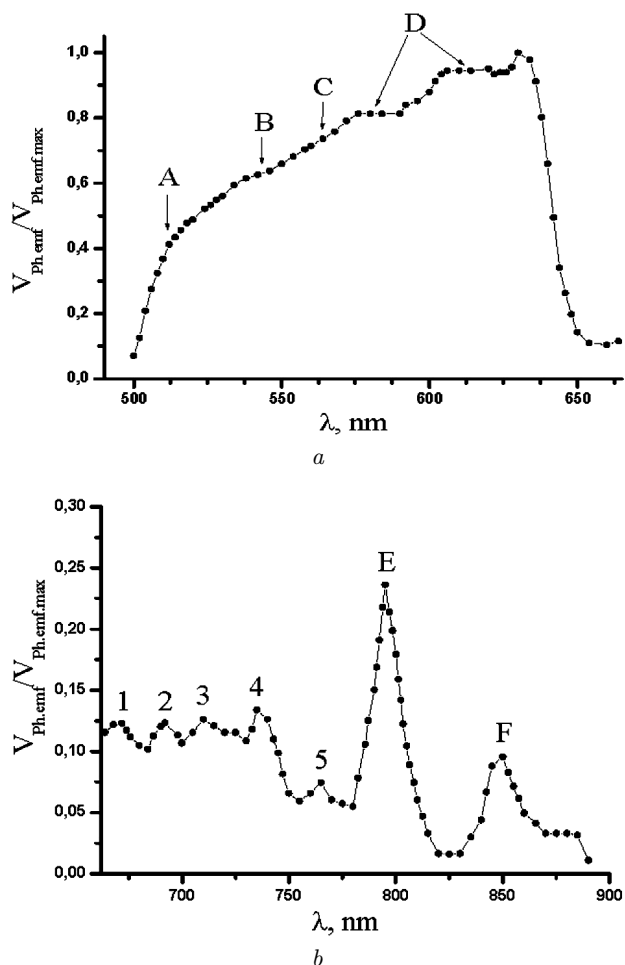 D
1,0
C
0,8
B
A
0,6
0,4
0,2
0,0
V_Ph.emf/V_Ph.emf.max
500 550 600 650
λ, nm
a
0,30
E
0,25
0,20
4
1 2 3
0,15
F
5
0,10
0,05
0,00
V_Ph.emf/V_Ph.emf.max
700 750 800 850 900
λ, nm
b